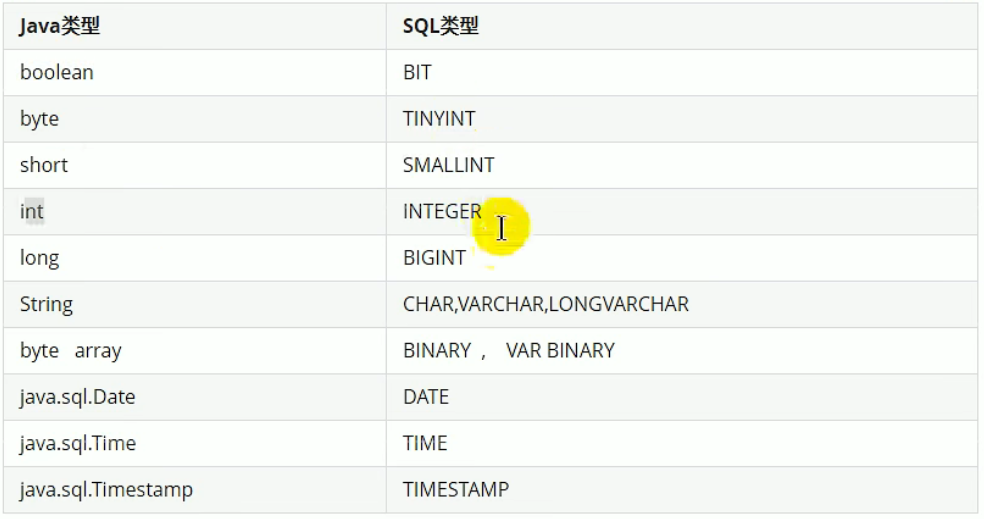 Java类型 SQL类型
boolean BIT
byte TINYINT
short SMALLINT
int INTEGER
long BIGINT
String CHAR,VARCHAR,LONGVARCHAR
byte array BINARY , VAR BINARY
java.sql.Date DATE
java.sql.Time TIME
java.sql.Timestamp TIMESTAMP